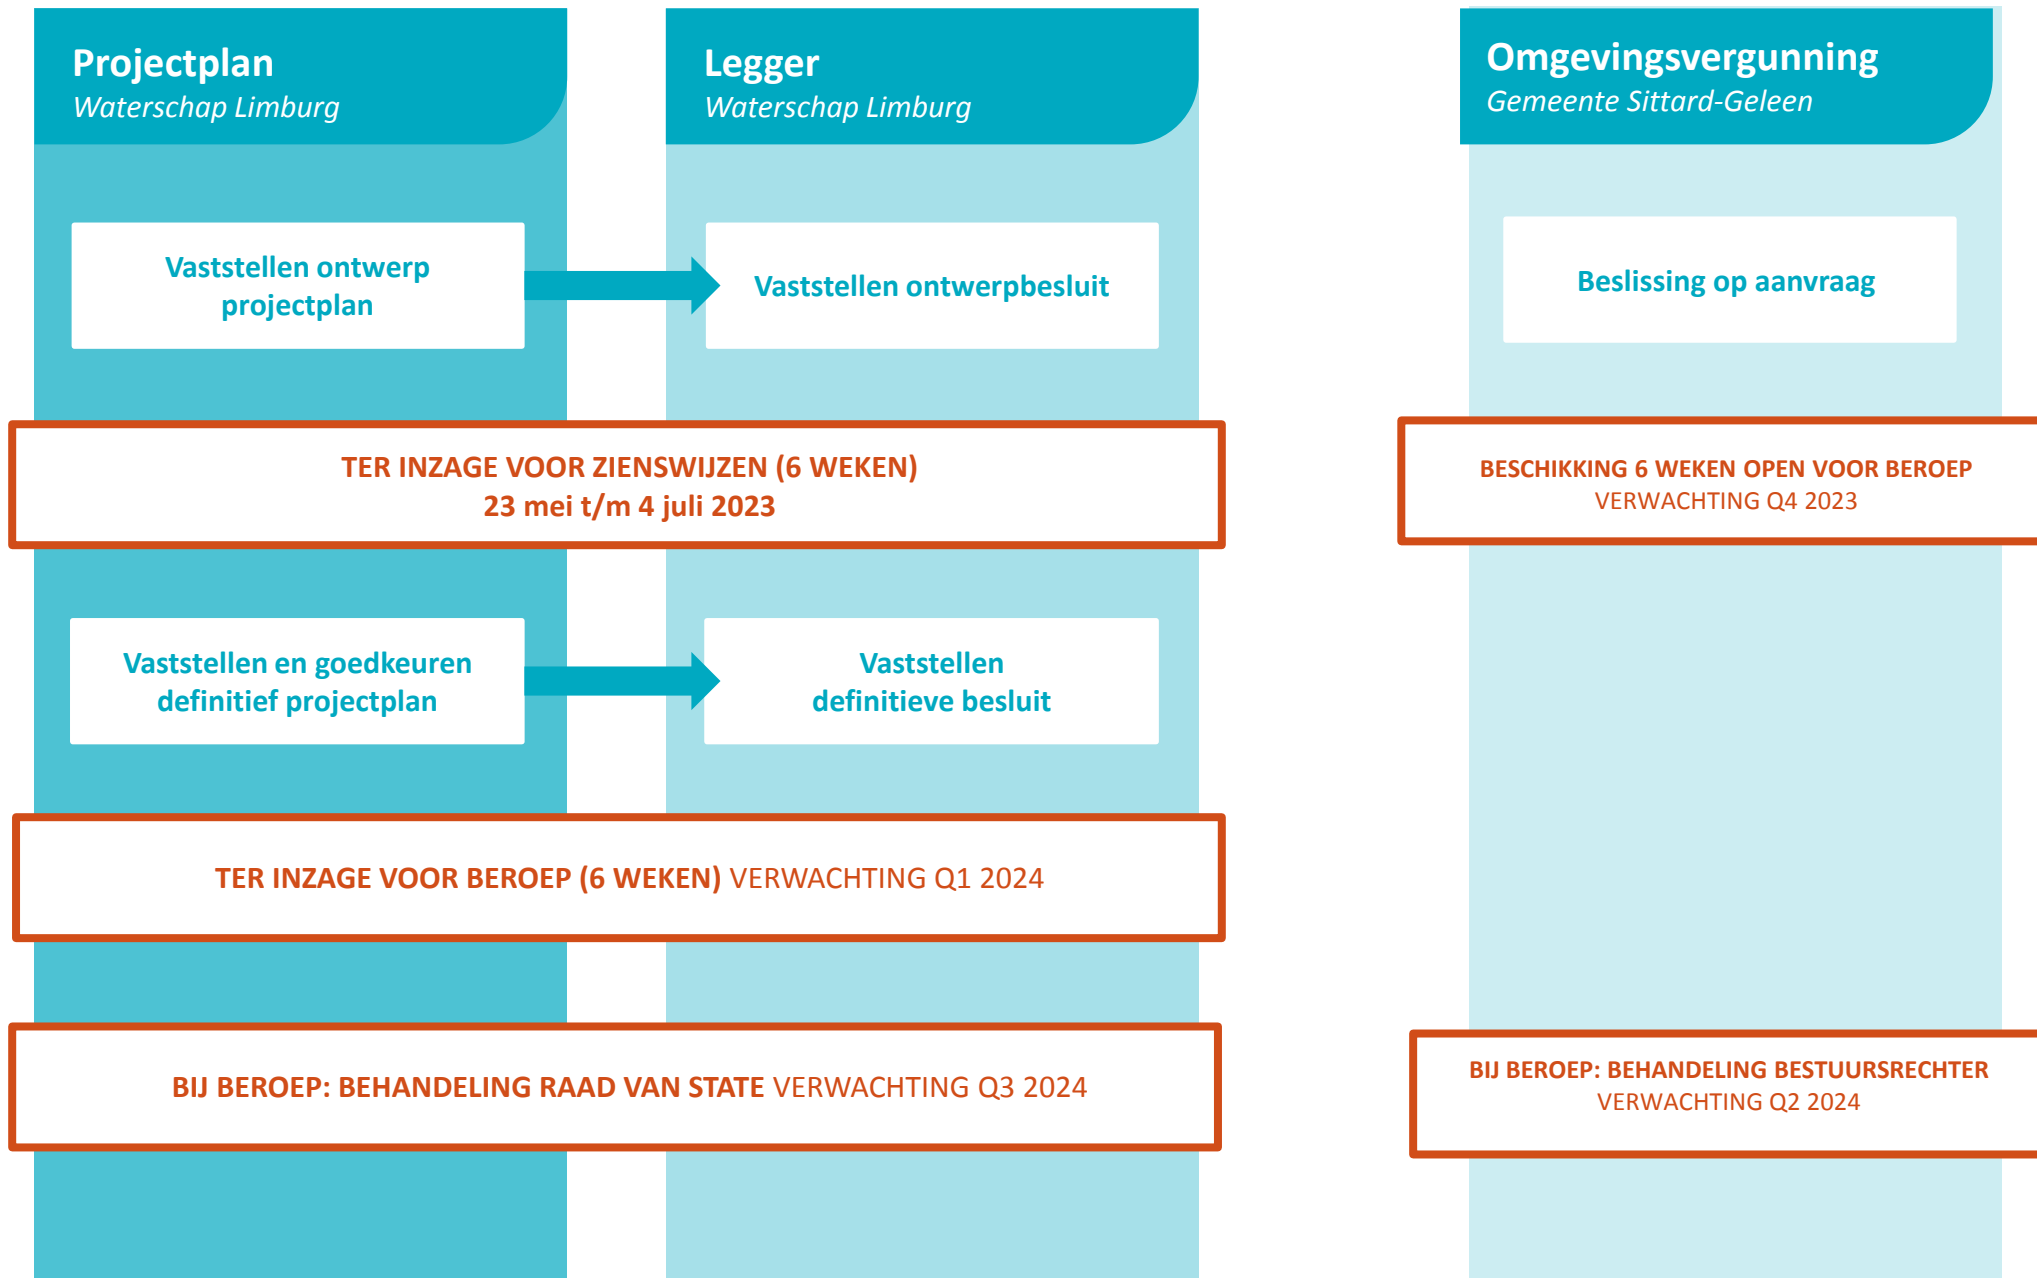 Projectplan
Waterschap Limburg
Legger
Waterschap Limburg
Omgevingsvergunning
Gemeente Sittard-Geleen
Vaststellen ontwerp
projectplan
Vaststellen ontwerpbesluit
Beslissing op aanvraag
TER INZAGE VOOR ZIENSWIJZEN (6 WEKEN)
23 mei t/m 4 juli 2023
BESCHIKKING 6 WEKEN OPEN VOOR BEROEP
VERWACHTING Q4 2023
Vaststellen en goedkeuren
definitief projectplan
Vaststellen
definitieve besluit
TER INZAGE VOOR BEROEP (6 WEKEN) VERWACHTING Q1 2024
BIJ BEROEP: BEHANDELING RAAD VAN STATE VERWACHTING Q3 2024
BIJ BEROEP: BEHANDELING BESTUURSRECHTER
VERWACHTING Q2 2024